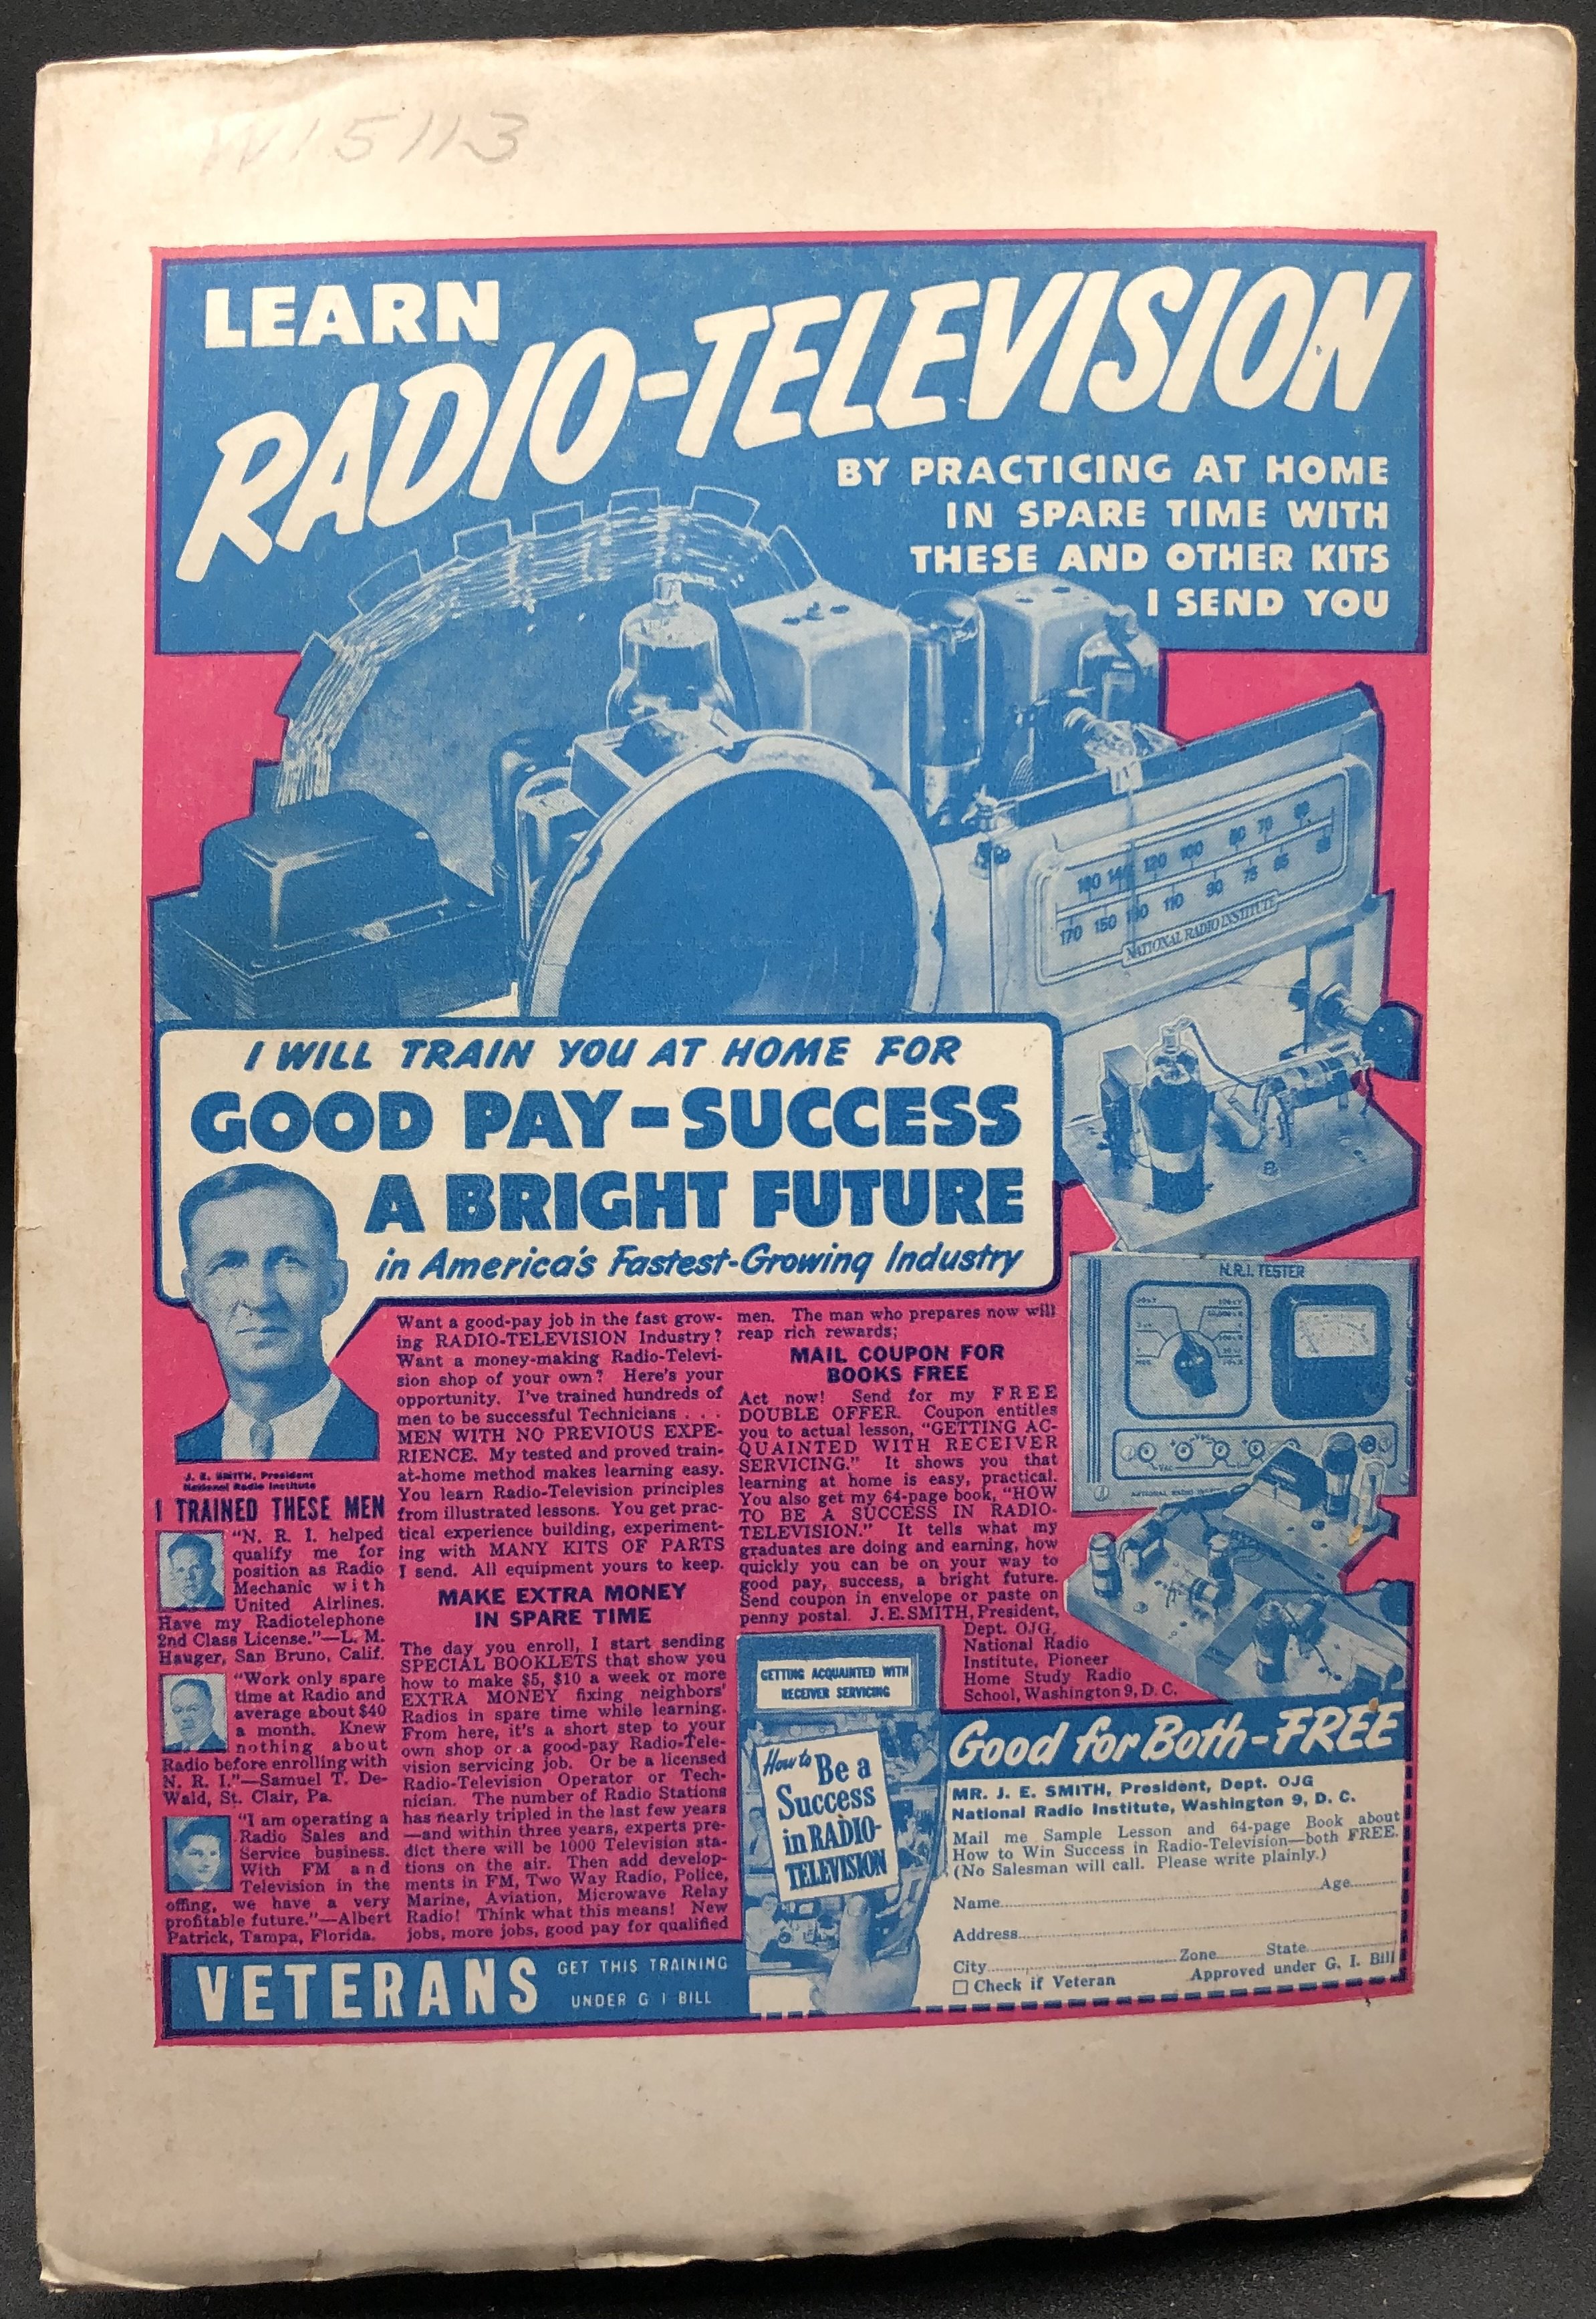 W15113
LEARN
RADIO-TELEVISION
BY PRACTICING AT HOME
IN SPARE TIME WITH
THESE AND OTHER KITS
I SEND YOU
NATIONAL RADIO INSTITUTE
I WILL TRAIN YOU AT HOME FOR
GOOD PAY-SUCCESS
A BRIGHT FUTURE
in America's Fastest-Growing Industry
J. E. SMITH, President
National Radio Institute
I TRAINED THESE MEN
"N. R. I. helped
qualify me for
position as Radio
Mechanic with
United Airlines.
Have my Radiotelephone
2nd Class License."—L. M.
Hauger, San Bruno, Calif.
"Work only spare
time at Radio and
average about $40
a month. Knew
nothing about
Radio before enrolling with
N. R. I."—Samuel T. De-
Wald, St. Clair, Pa.
"I am operating a
Radio Sales and
Service business.
With FM and
Television in the
offing, we have a very
profitable future."—Albert
Patrick, Tampa, Florida.
Want a good-pay job in the fast grow-
ing RADIO-TELEVISION Industry?
Want a money-making Radio-Televi-
sion shop of your own? Here's your
opportunity. I've trained hundreds of
men to be successful Technicians . . .
MEN WITH NO PREVIOUS EXPE-
RIENCE. My tested and proved train-
at-home method makes learning easy.
You learn Radio-Television principles
from illustrated lessons. You get prac-
tical experience building, experiment-
ing with MANY KITS OF PARTS
I send. All equipment yours to keep.
MAKE EXTRA MONEY
IN SPARE TIME
The day you enroll, I start sending
SPECIAL BOOKLETS that show you
how to make $5, $10 a week or more
EXTRA MONEY fixing neighbors'
Radios in spare time while learning.
From here, it's a short step to your
own shop or a good-pay Radio-Tele-
vision servicing job. Or be a licensed
Radio-Television Operator or Tech-
nician. The number of Radio Stations
has nearly tripled in the last few years
—and within three years, experts pre-
dict there will be 1000 Television sta-
tions on the air. Then add develop-
ments in FM, Two Way Radio, Police,
Marine, Aviation, Microwave Relay
Radio! Think what this means! New
jobs, more jobs, good pay for qualified
men. The man who prepares now will
reap rich rewards;
MAIL COUPON FOR
BOOKS FREE
Act now! Send for my FREE
DOUBLE OFFER. Coupon entitles
you to actual lesson, "GETTING AC-
QUAINTED WITH RECEIVER
SERVICING." It shows you that
learning at home is easy, practical.
You also get my 64-page book, "HOW
TO BE A SUCCESS IN RADIO-
TELEVISION." It tells what my
graduates are doing and earning, how
quickly you can be on your way to
good pay, success, a bright future.
Send coupon in envelope or paste on
penny postal. J. E. SMITH, President,
Dept. OJG,
National Radio
Institute, Pioneer
Home Study Radio
School, Washington 9, D. C.
N.R.I. TESTER
GETTING ACQUAINTED WITH
RECEIVER SERVICING
How to Be a
Success
in RADIO-
TELEVISION
Good for Both-FREE
MR. J. E. SMITH, President, Dept. OJG
National Radio Institute, Washington 9, D. C.
Mail me Sample Lesson and 64-page Book about
How to Win Success in Radio-Television—both FREE.
(No Salesman will call. Please write plainly.)
Name Age
Address
City Zone State
Check if Veteran Approved under G. I. Bill
VETERANS
GET THIS TRAINING
UNDER G I BILL